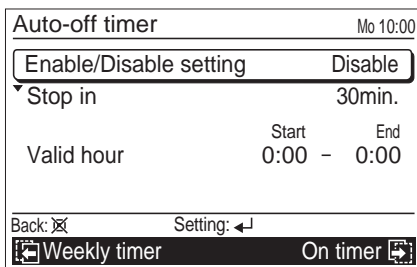 Auto-off timer Mo 10:00
Enable/Disable setting Disable
Stop in 30min.
Start End
Valid hour 0:00 – 0:00
Back: Setting:
Weekly timer On timer